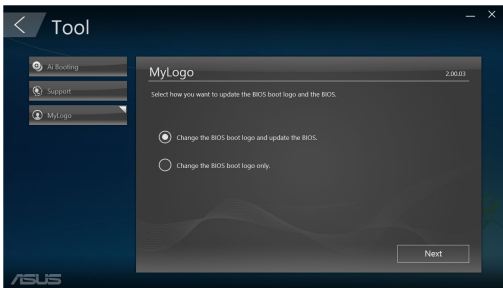 Tool
Ai Booting
Support
MyLogo
MyLogo
2.00.03
Select how you want to update the BIOS boot logo and the BIOS.
Change the BIOS boot logo and update the BIOS.
Change the BIOS boot logo only.
Next
ASUS